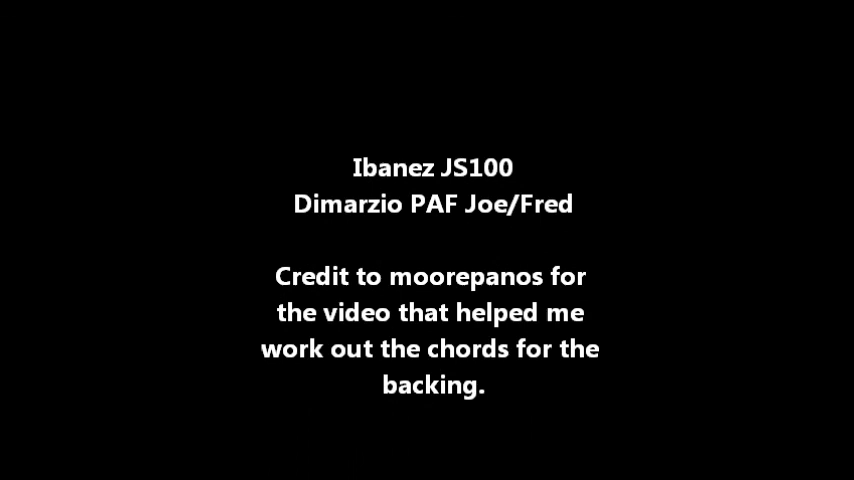 Ibanez JS100
Dimarzio PAF Joe/Fred
Credit to moorepanos for
the video that helped me
work out the chords for the
backing.